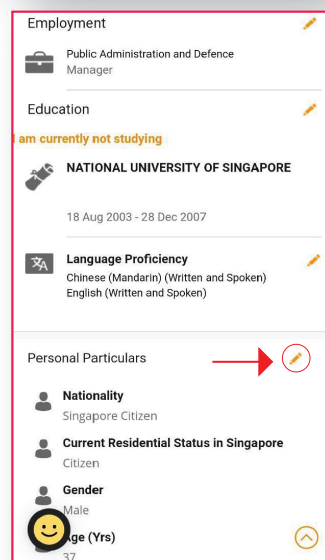 Employment
Public Administration and Defence
Manager
Education
I am currently not studying
NATIONAL UNIVERSITY OF SINGAPORE
18 Aug 2003 - 28 Dec 2007
Language Proficiency
Chinese (Mandarin) (Written and Spoken)
English (Written and Spoken)
Personal Particulars
Nationality
Singapore Citizen
Current Residential Status in Singapore
Citizen
Gender
Male
Age (Yrs)
37